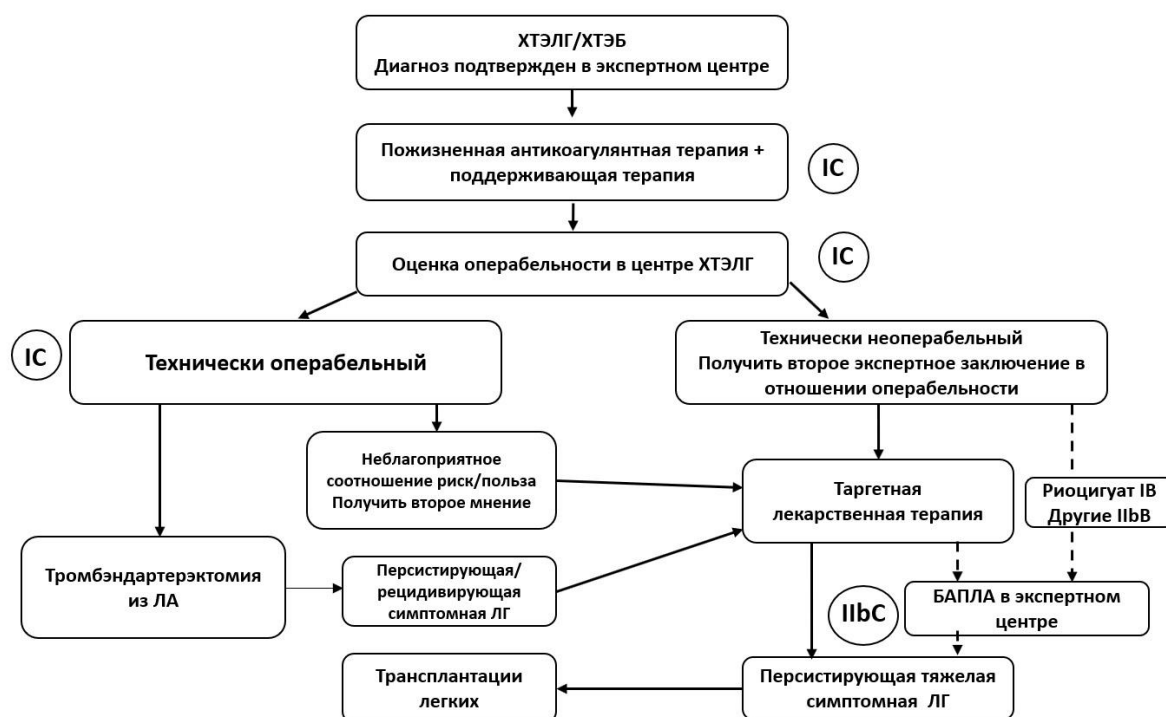 ХТЭЛГ/ХТЭБ
Диагноз подтвержден в экспертном центре
Пожизненная антикоагулянтная терапия +
поддерживающая терапия
IC
Оценка операбельности в центре ХТЭЛГ
IC
IC
Технически операбельный
Технически неоперабельный
Получить второе экспертное заключение в
отношении операбельности
Неблагоприятное
соотношение риск/польза
Получить второе мнение
Таргетная
лекарственная терапия
Риоцигуат IB
Другие IIbB
Тромбэндартерэктомия
из ЛА
Персистирующая/
рецидивирующая
симптомная ЛГ
IIbC
БАПЛА в экспертном
центре
Трансплантации
легких
Персистирующая тяжелая
симптомная ЛГ